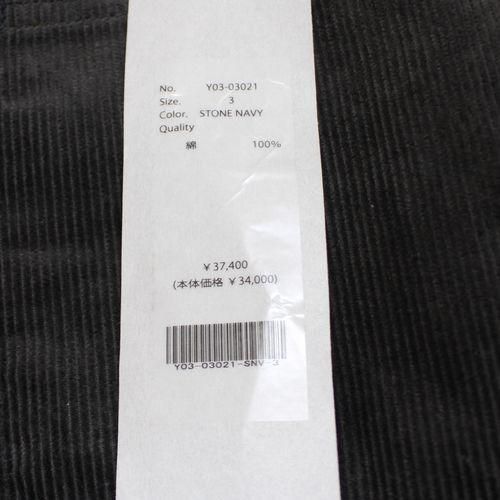 No. Y03-03021
Size. 3
Color. STONE NAVY
Quality
綿 100%
￥37,400
(本体価格 ￥34,000)
Y03-03021-SNV-3